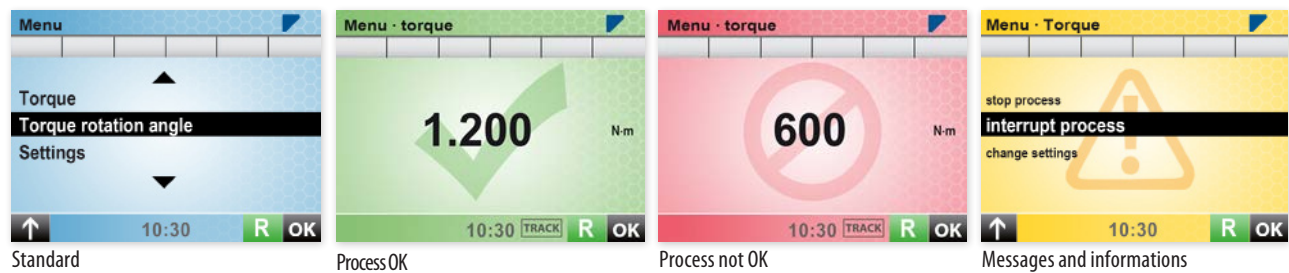 Menu
Torque
Torque rotation angle
Settings
↑ 10:30 R OK
Standard
Menu · torque
1.200 N·m
10:30 TRACK R OK
Process OK
Menu · torque
600 N·m
10:30 TRACK R OK
Process not OK
Menu · Torque
stop process
interrupt process
change settings
↑ 10:30 R OK
Messages and informations